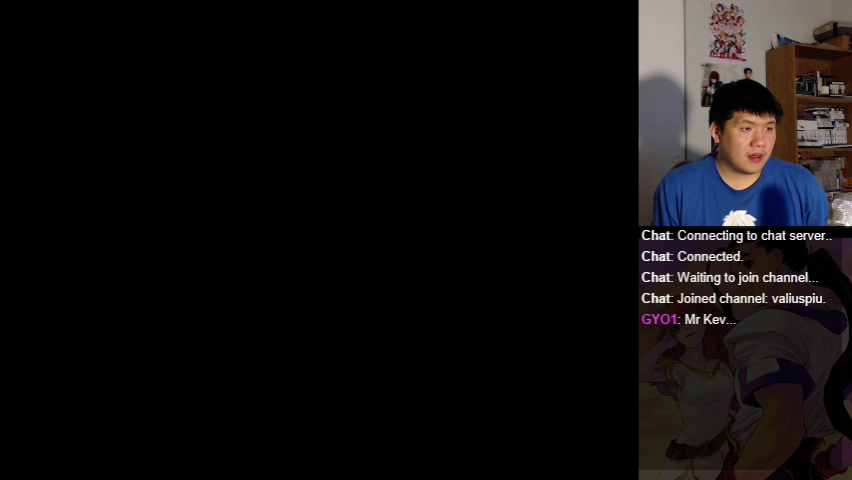 Chat: Connecting to chat server..
Chat: Connected.
Chat: Waiting to join channel...
Chat: Joined channel: valiuspiu.
GYO1: Mr Kev...